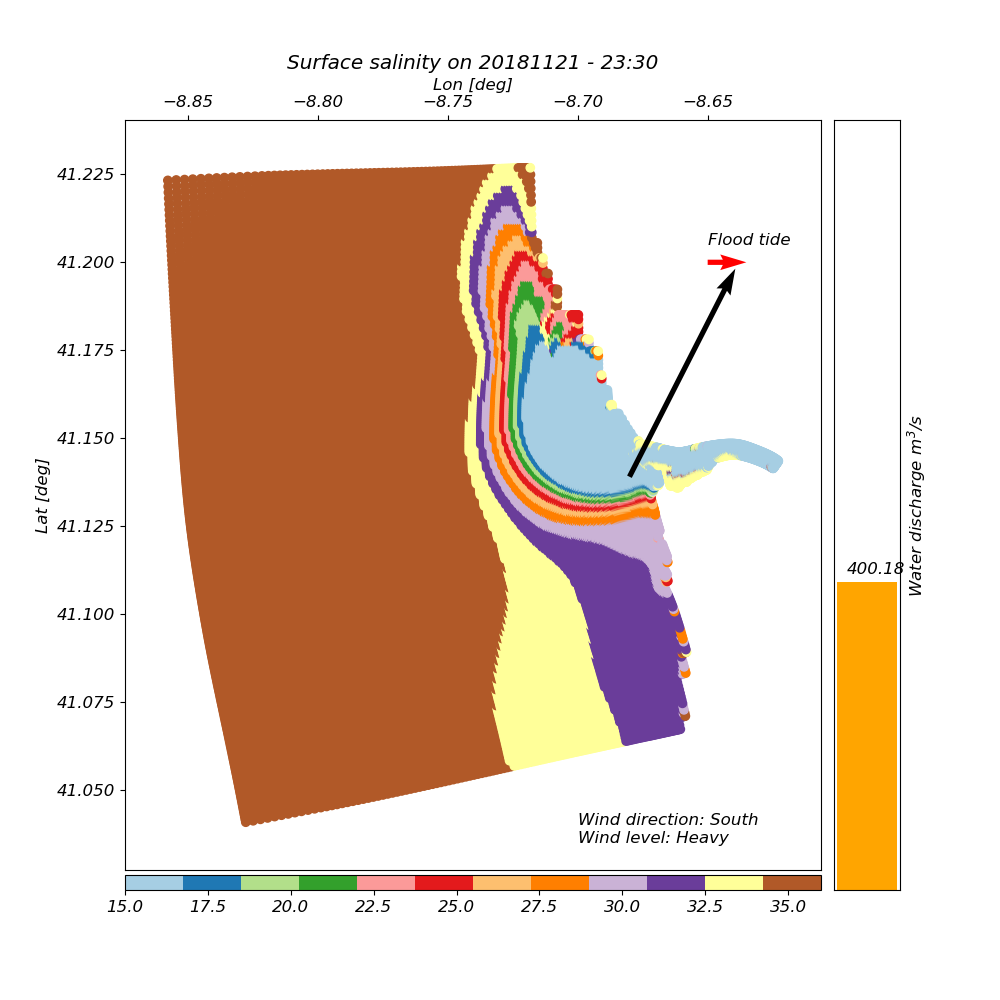 Surface salinity on 20181121 - 23:30
Lon [deg]
−8.85 −8.80 −8.75 −8.70 −8.65
41.225
41.200
41.175
41.150
41.125
41.100
41.075
41.050
Lat [deg]
Flood tide
Wind direction: South
Wind level: Heavy
400.18
Water discharge m³/s
15.0 17.5 20.0 22.5 25.0 27.5 30.0 32.5 35.0